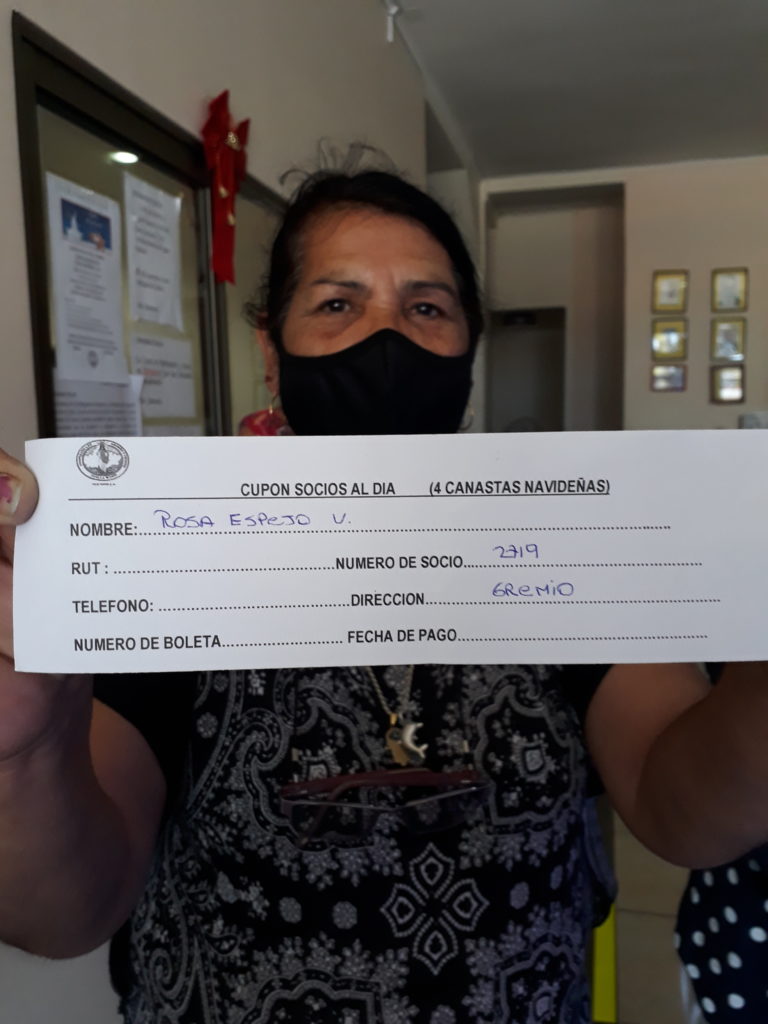 CUPON SOCIOS AL DIA (4 CANASTAS NAVIDEÑAS)
NOMBRE: ROSA ESPEJO V.
RUT : NUMERO DE SOCIO 2719
TELEFONO: DIRECCION GREMIO
NUMERO DE BOLETA FECHA DE PAGO